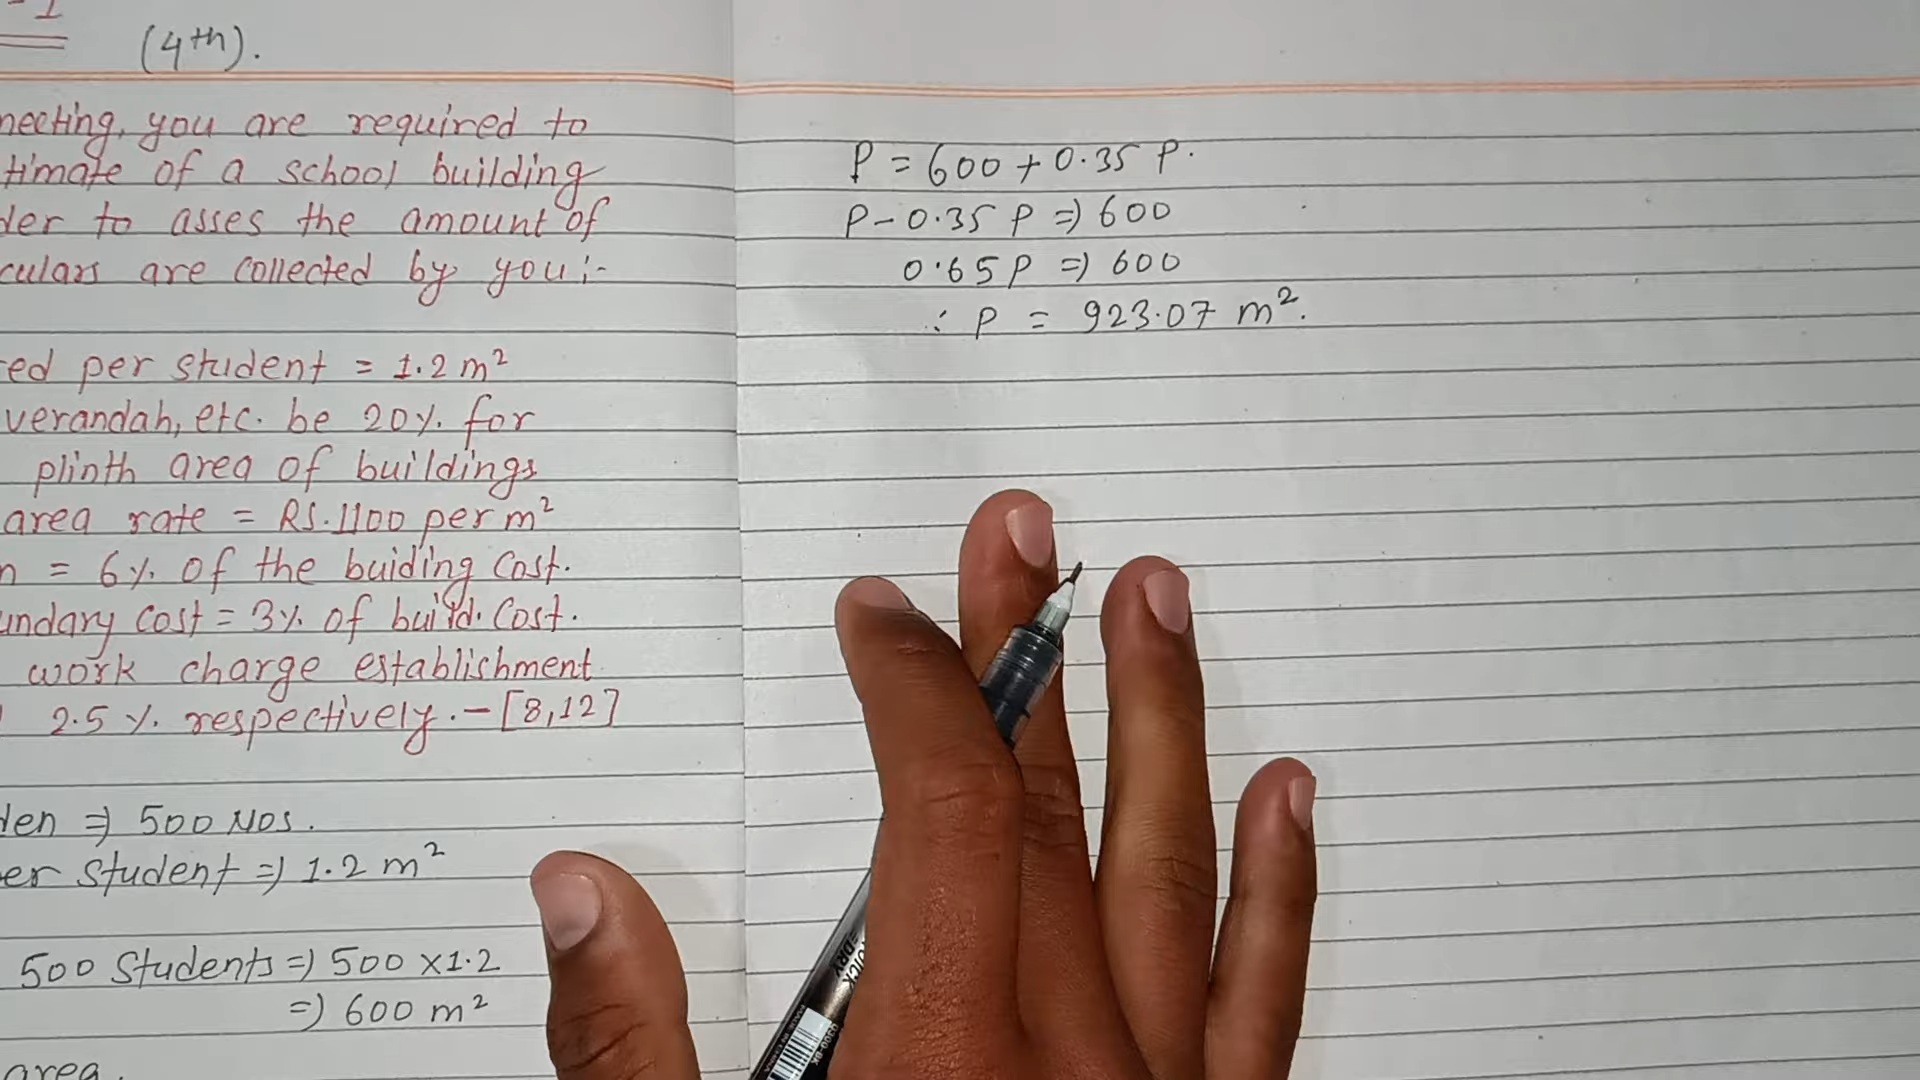 (4th).
meeting, you are required to
timate of a school building
der to asses the amount of
culars are collected by you:-
ed per student = 1.2 m²
verandah, etc. be 20%. for
plinth area of buildings
area rate = RS. 1100 per m²
n = 6%. of the buiding Cost.
undary Cost = 3%. of build. Cost.
work charge establishment
2.5%. respectively. - [8,12]
den => 500 NOS.
er Student => 1.2 m²
500 Students => 500 x 1.2
=> 600 m²
area.
P = 600 + 0.35 P.
P - 0.35 P => 600
0.65 P => 600
∴ P = 923.07 m².
QUICK
DRY